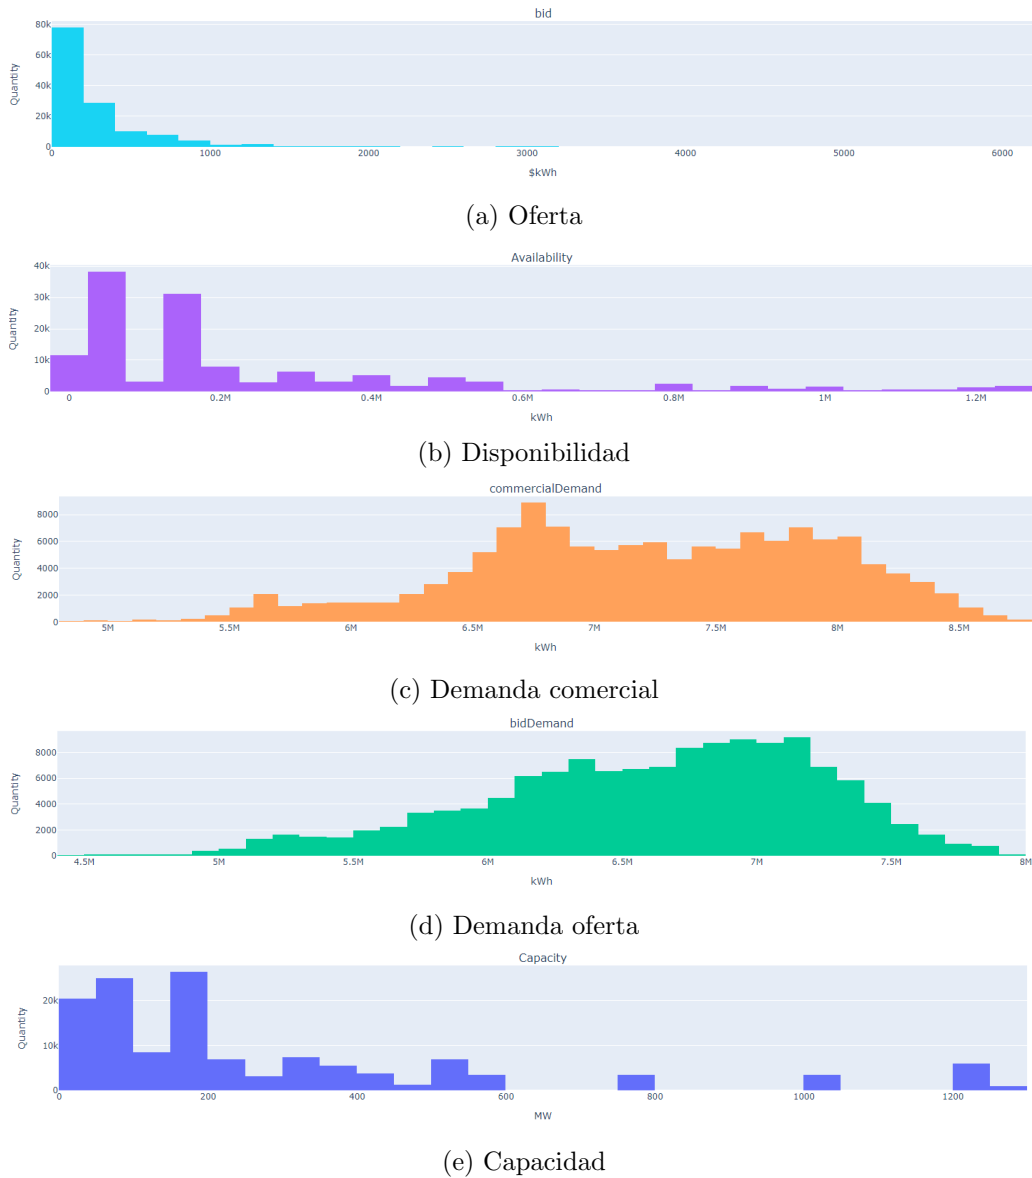 bid
80k
60k
40k
20k
0
Quantity
0 1000 2000 3000 4000 5000 6000
$kWh
(a) Oferta
Availability
40k
30k
20k
10k
0
Quantity
0 0.2M 0.4M 0.6M 0.8M 1M 1.2M
kWh
(b) Disponibilidad
commercialDemand
8000
6000
4000
2000
0
Quantity
5M 5.5M 6M 6.5M 7M 7.5M 8M 8.5M
kWh
(c) Demanda comercial
bidDemand
8000
6000
4000
2000
0
Quantity
4.5M 5M 5.5M 6M 6.5M 7M 7.5M 8M
kWh
(d) Demanda oferta
Capacity
20k
10k
0
Quantity
0 200 400 600 800 1000 1200
MW
(e) Capacidad